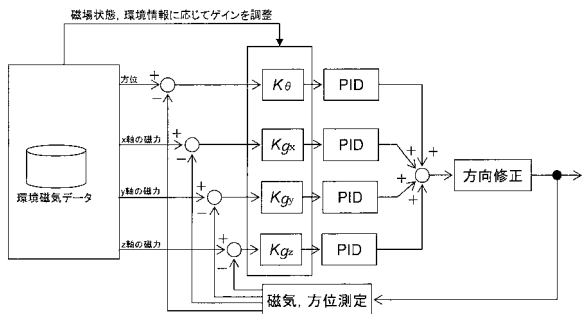 磁場状態，環境情報に応じてゲインを調整
方位
+
−
Kθ
PID
x軸の磁力
+
−
Kgx
PID
+
+
環境磁気データ
y軸の磁力
+
−
Kgy
PID
+
+
方向修正
z軸の磁力
+
−
Kgz
PID
磁気，方位測定